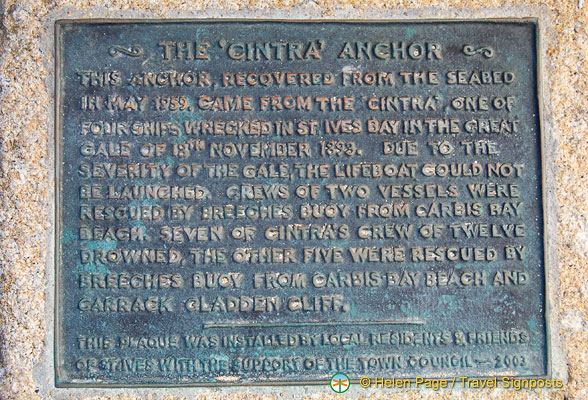 THE 'CINTRA' ANCHOR
THIS ANCHOR, RECOVERED FROM THE SEABED
IN MAY 1959, CAME FROM THE 'CINTRA', ONE OF
FOUR SHIPS WRECKED IN ST. IVES BAY IN THE GREAT
GALE OF 18TH NOVEMBER 1893. DUE TO THE
SEVERITY OF THE GALE, THE LIFEBOAT COULD NOT
BE LAUNCHED. CREWS OF TWO VESSELS WERE
RESCUED BY BREECHES BUOY FROM CARBIS BAY
BEACH. SEVEN OF CINTRA'S CREW OF TWELVE
DROWNED, THE OTHER FIVE WERE RESCUED BY
BREECHES BUOY FROM CARBIS BAY BEACH AND
CARRACK GLADDEN CLIFF.
THIS PLAQUE WAS INSTALLED BY LOCAL RESIDENTS & FRIENDS
OF ST. IVES WITH THE SUPPORT OF THE TOWN COUNCIL ~ 2003
© Helen Page / Travel Signposts